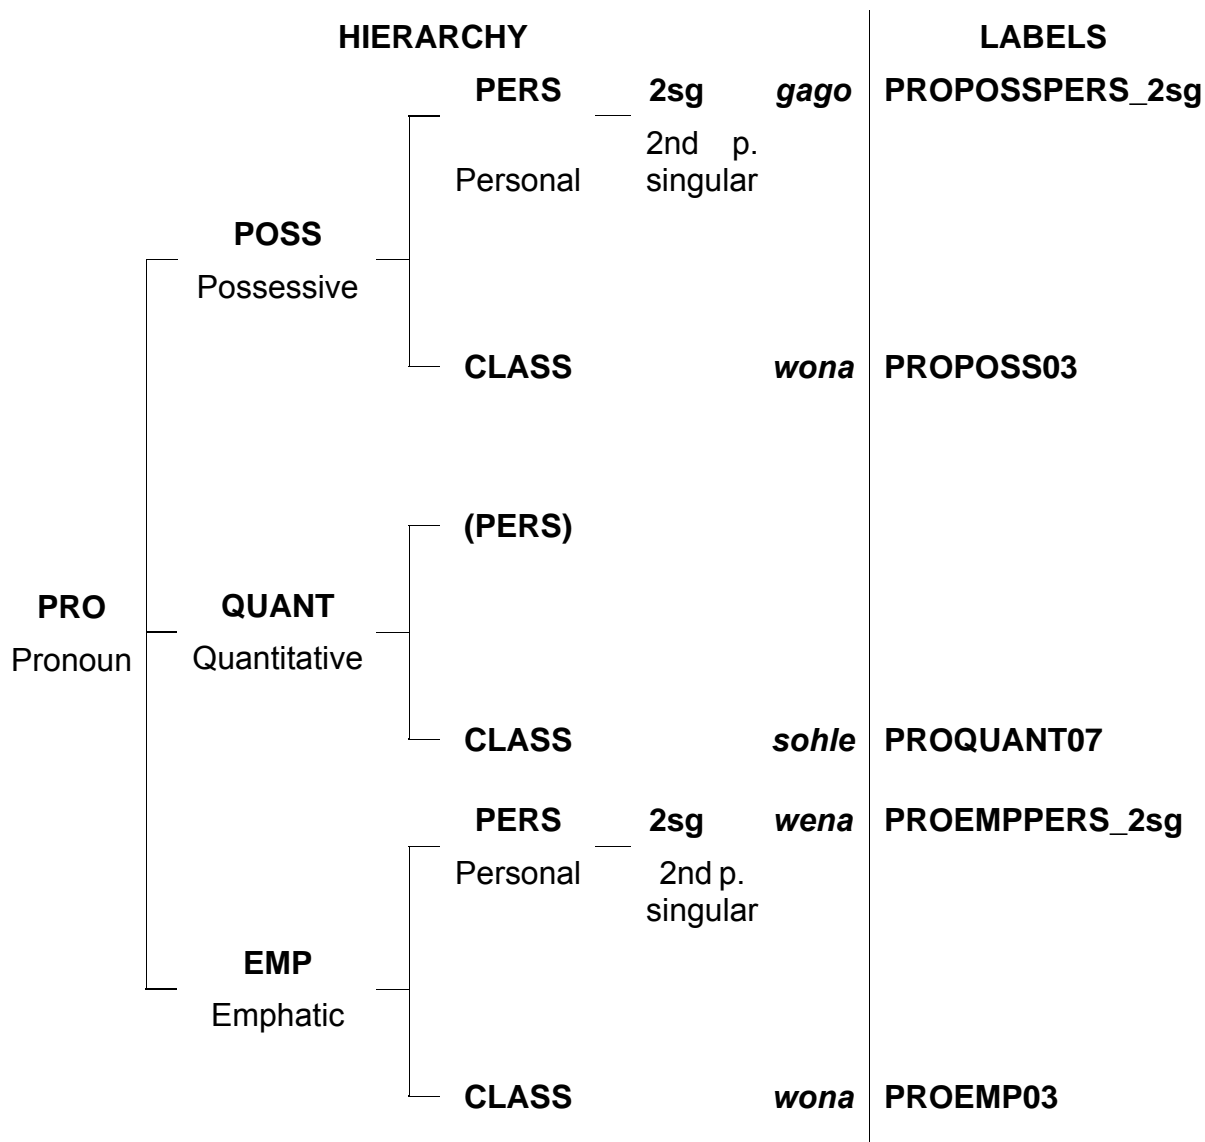 HIERARCHY LABELS
PERS 2sg gago PROPOSSPERS_2sg
2nd p.
Personal singular
POSS
Possessive
CLASS wona PROPOSS03
(PERS)
PRO QUANT
Pronoun Quantitative
CLASS sohle PROQUANT07
PERS 2sg wena PROEMPPERS_2sg
Personal 2nd p.
singular
EMP
Emphatic
CLASS wona PROEMP03